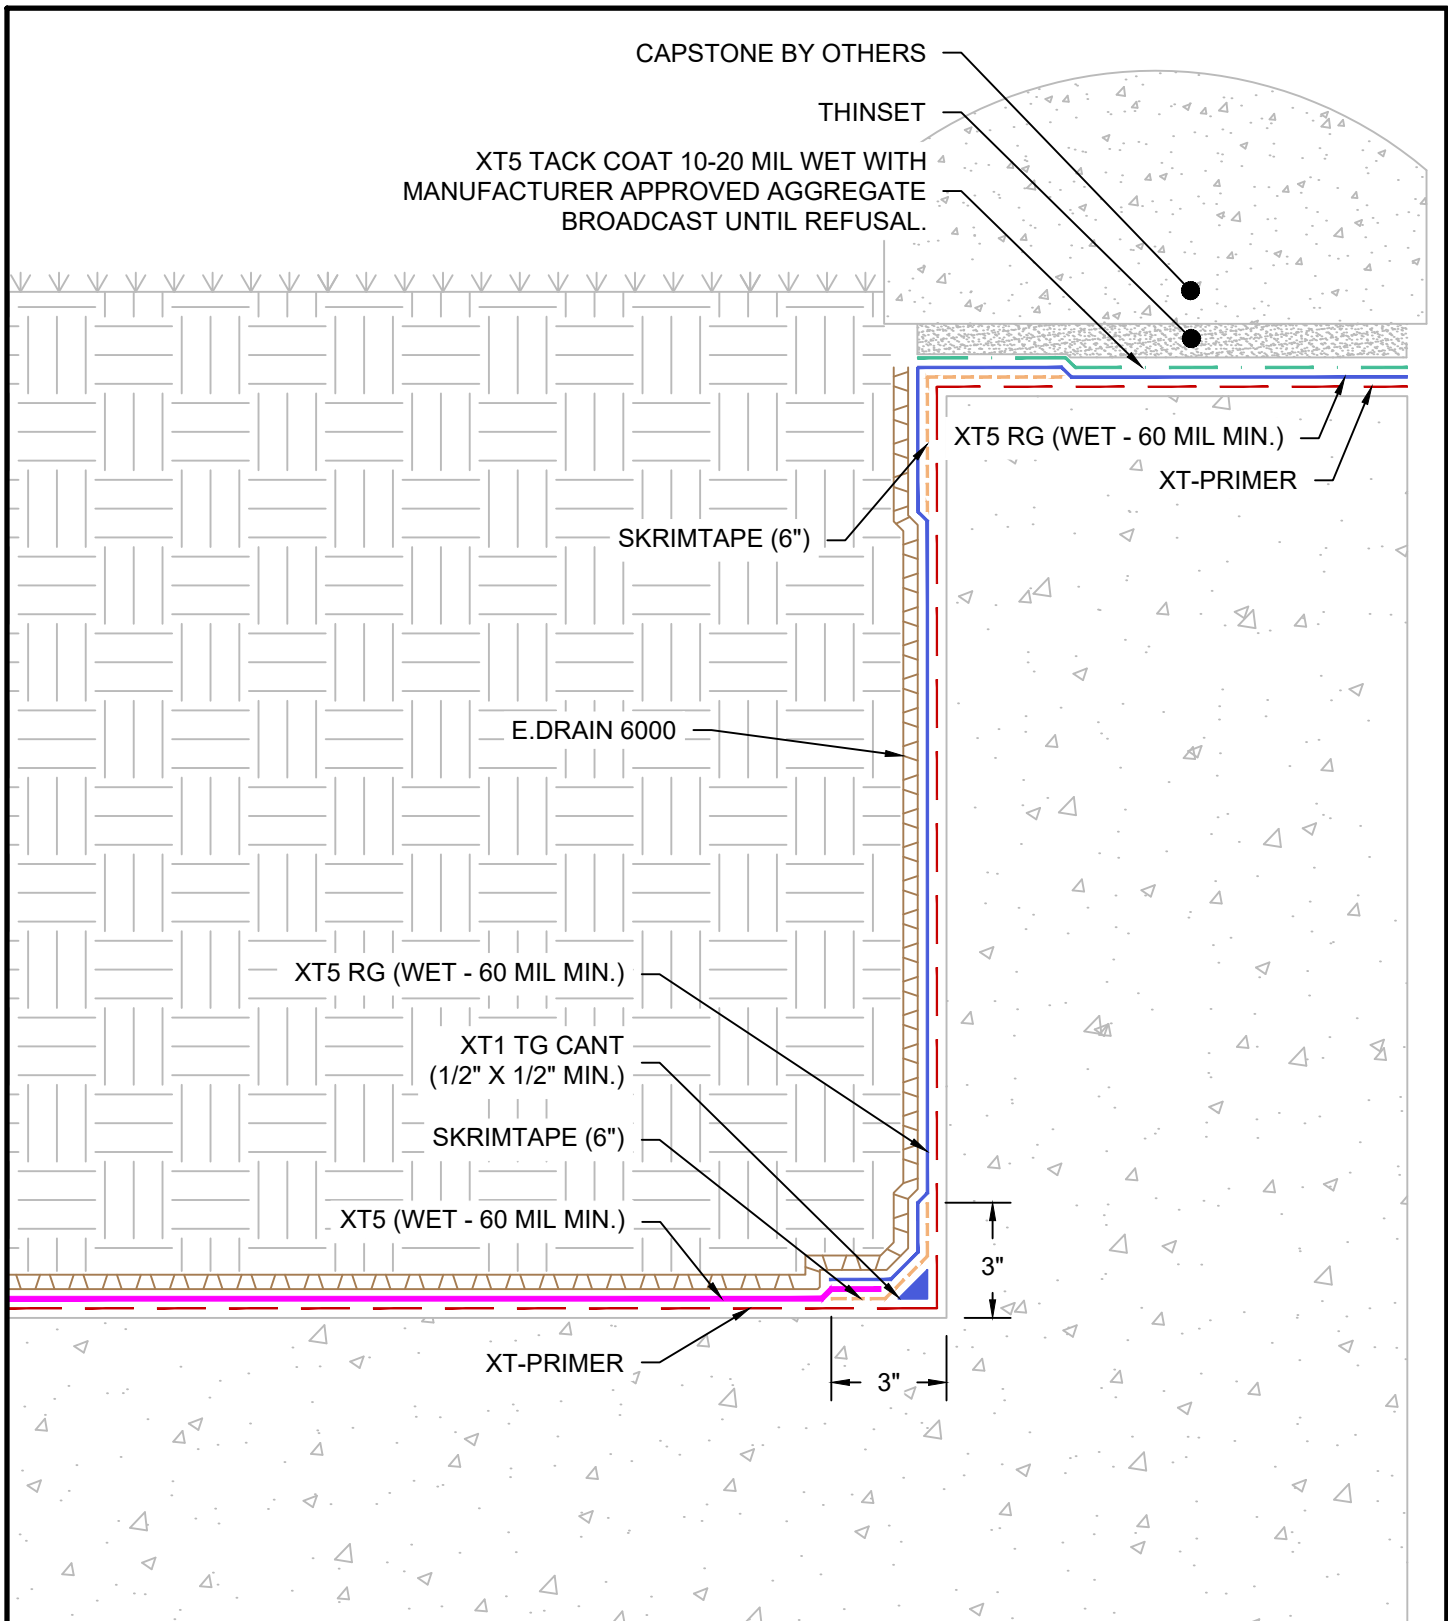 CAPSTONE BY OTHERS
THINSET
XT5 TACK COAT 10-20 MIL WET WITH
MANUFACTURER APPROVED AGGREGATE
BROADCAST UNTIL REFUSAL.
XT5 RG (WET - 60 MIL MIN.)
XT-PRIMER
SKRIMTAPE (6")
E.DRAIN 6000
XT5 RG (WET - 60 MIL MIN.)
XT1 TG CANT
(1/2" X 1/2" MIN.)
SKRIMTAPE (6")
XT5 (WET - 60 MIL MIN.)
3"
XT-PRIMER
3"